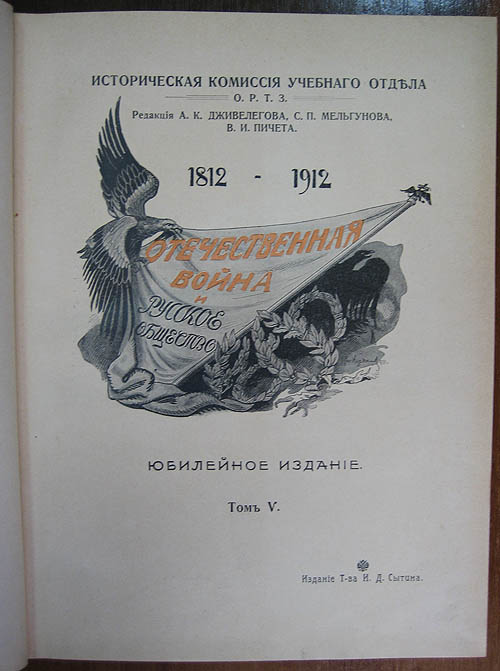 ИСТОРИЧЕСКАЯ КОМИССІЯ УЧЕБНАГО ОТДѢЛА
О. Р. Т. З.
Редакція А. К. ДЖИВЕЛЕГОВА, С. П. МЕЛЬГУНОВА,
В. И. ПИЧЕТА.
1812 - 1912
ОТЕЧЕСТВЕННАЯ
ВОЙНА
И
РУССКОЕ
ОБЩЕСТВО
ЮБИЛЕЙНОЕ ИЗДАНІЕ.
Томъ V.
Изданіе Т-ва И. Д. Сытина.